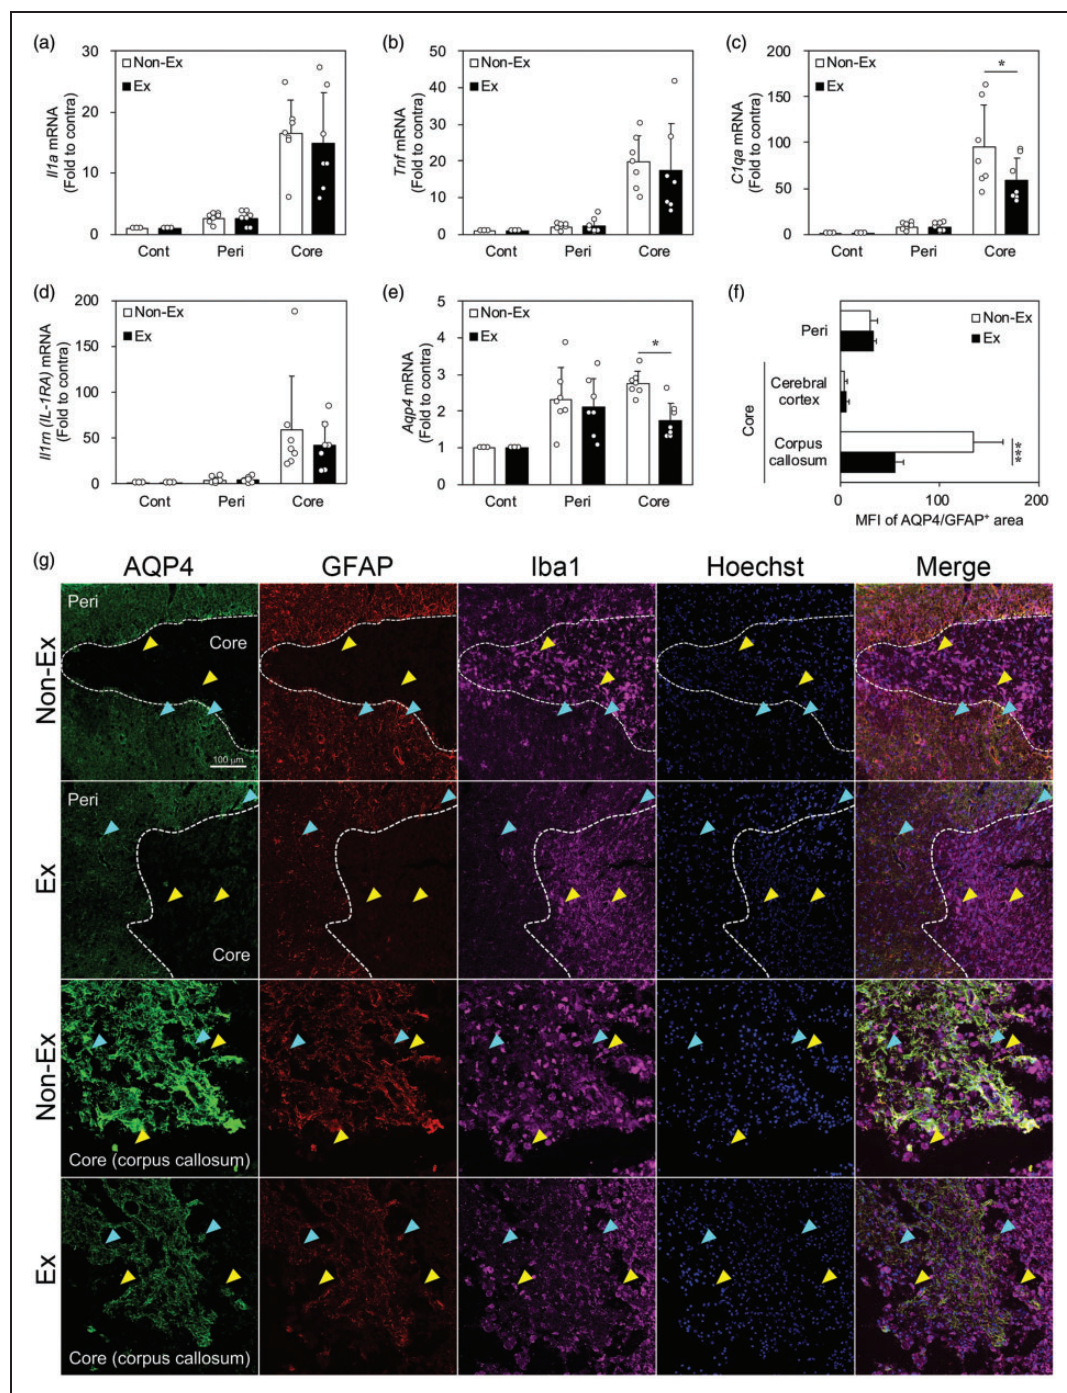 (a)
30
20
10
0
Il1a mRNA
(Fold to contra)
Non-Ex
Ex
Cont Peri Core
(b)
50
40
30
20
10
0
Tnf mRNA
(Fold to contra)
Non-Ex
Ex
Cont Peri Core
(c)
200
150
100
50
0
C1qa mRNA
(Fold to contra)
Non-Ex
Ex
*
Cont Peri Core
(d)
200
150
100
50
0
Il1rn (IL-1RA) mRNA
(Fold to contra)
Non-Ex
Ex
Cont Peri Core
(e)
5
4
3
2
1
0
Aqp4 mRNA
(Fold to contra)
Non-Ex
Ex
*
Cont Peri Core
(f)
Non-Ex
Ex
Peri
Core
Cerebral
cortex
Corpus
callosum
***
0 100 200
MFI of AQP4/GFAP⁺ area
(g)
AQP4 GFAP Iba1 Hoechst Merge
Non-Ex
Peri
Core
100 µm
Ex
Peri
Core
Non-Ex
Core (corpus callosum)
Ex
Core (corpus callosum)